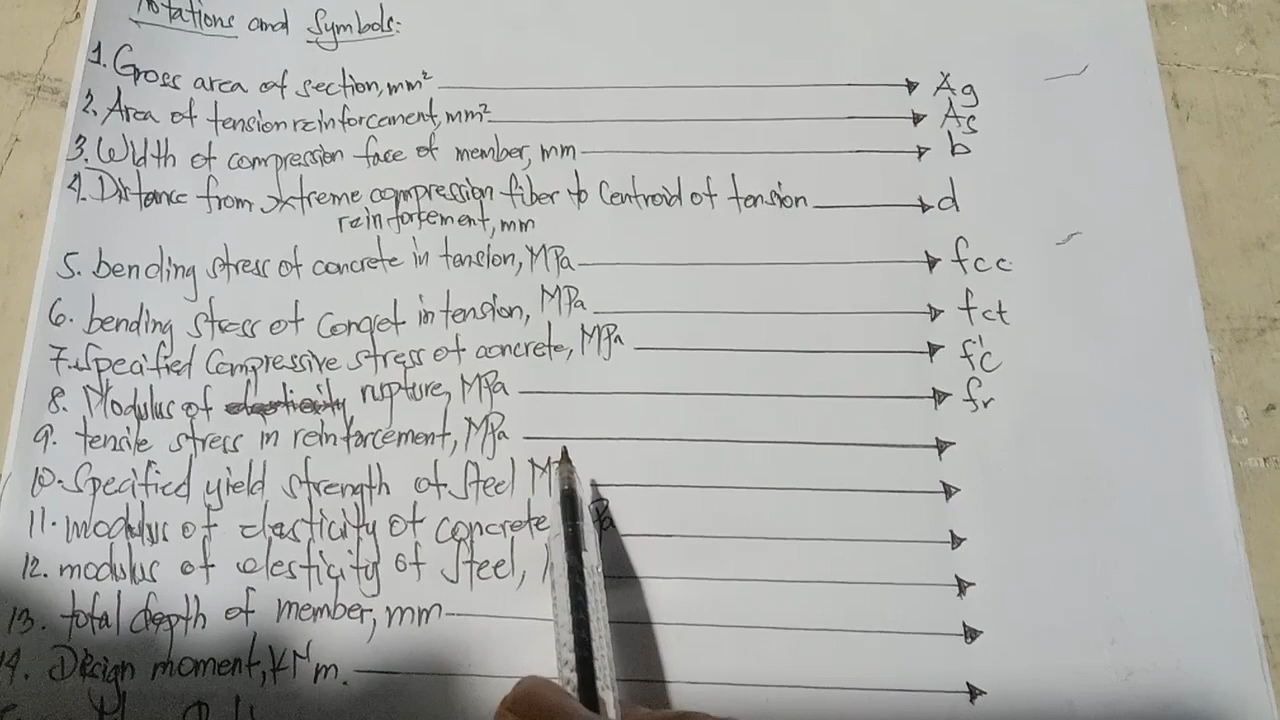 Notations and Symbols:
1. Gross area of section, mm² Ag
2. Area of tension reinforcement, mm² As
3. Width of compression face of member, mm b
4. Distance from extreme compression fiber to Centroid of tension d
reinforcement, mm
5. bending stress of concrete in tension, MPa fcc
6. bending stress of in tension, MPa fct
7. Specified Compressive stress of concrete, MPa f'c
8. Modulus of rupture, MPa fr
9. tensile stress in reinforcement, MPa
10. Specified yield strength of steel
11. modulus of elasticity of concrete
12. modulus of elesticity of steel,
13. total depth of member, mm
14. Design moment, KN m.